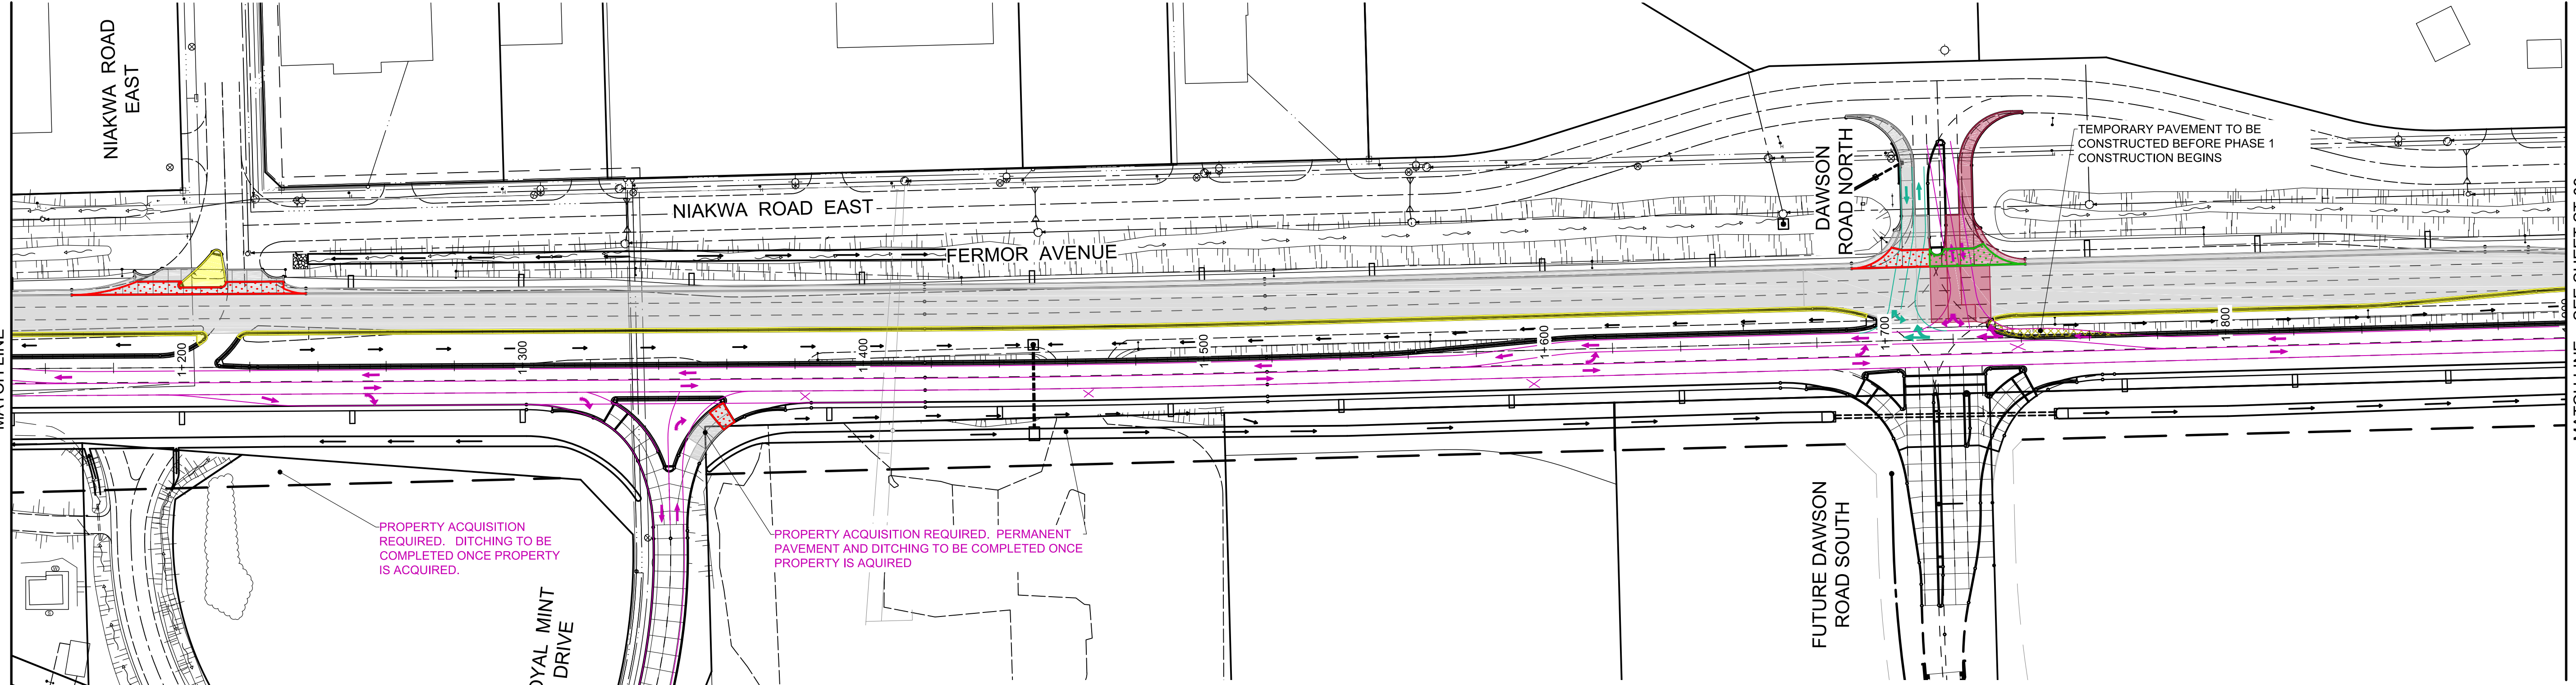 NIAKWA ROAD
EAST
NIAKWA ROAD EAST
FERMOR AVENUE
DAWSON
ROAD NORTH
TEMPORARY PAVEMENT TO BE
CONSTRUCTED BEFORE PHASE 1
CONSTRUCTION BEGINS
1+200
1+300
1+400
1+500
1+600
1+700
1+800
PROPERTY ACQUISITION
REQUIRED. DITCHING TO BE
COMPLETED ONCE PROPERTY
IS ACQUIRED.
PROPERTY ACQUISITION REQUIRED. PERMANENT
PAVEMENT AND DITCHING TO BE COMPLETED ONCE
PROPERTY IS AQUIRED
OYAL MINT
DRIVE
FUTURE DAWSON
ROAD SOUTH